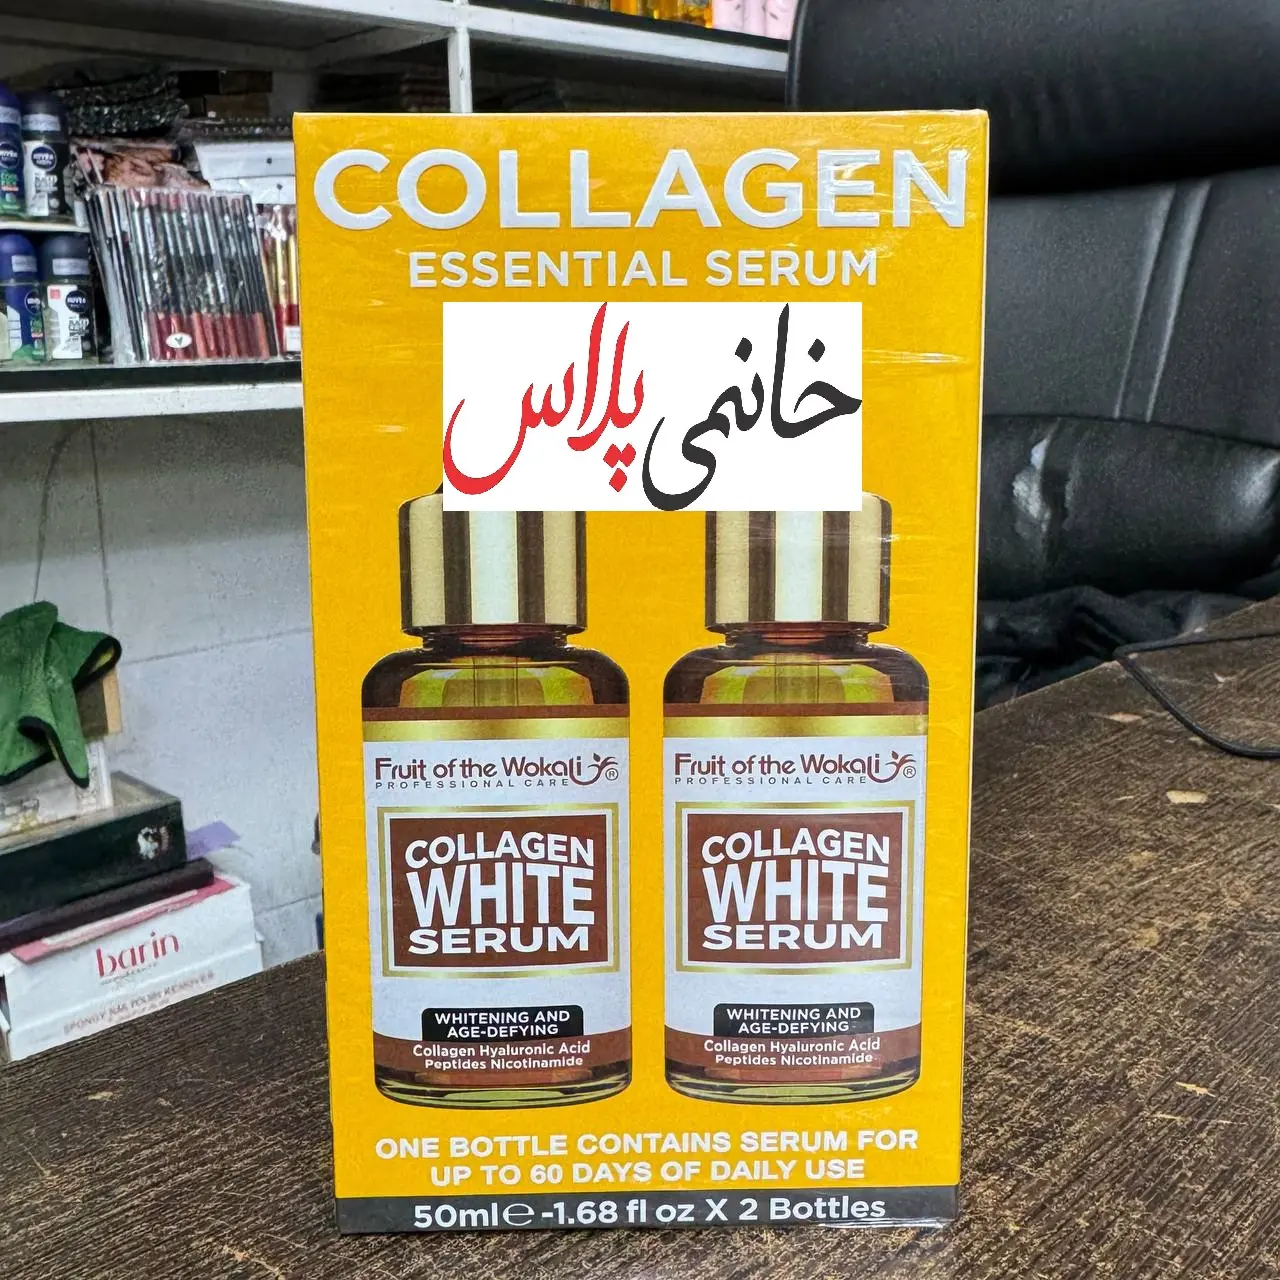 COLLAGEN
ESSENTIAL SERUM
خانمی پلاس
Fruit of the Wokali ®
PROFESSIONAL CARE
COLLAGEN
WHITE
SERUM
WHITENING AND
AGE-DEFYING
Collagen Hyaluronic Acid
Peptides Nicotinamide
Fruit of the Wokali ®
PROFESSIONAL CARE
COLLAGEN
WHITE
SERUM
WHITENING AND
AGE-DEFYING
Collagen Hyaluronic Acid
Peptides Nicotinamide
ONE BOTTLE CONTAINS SERUM FOR
UP TO 60 DAYS OF DAILY USE
50ml℮-1.68 fl oz X 2 Bottles
NIVEA
NIVEA
barin